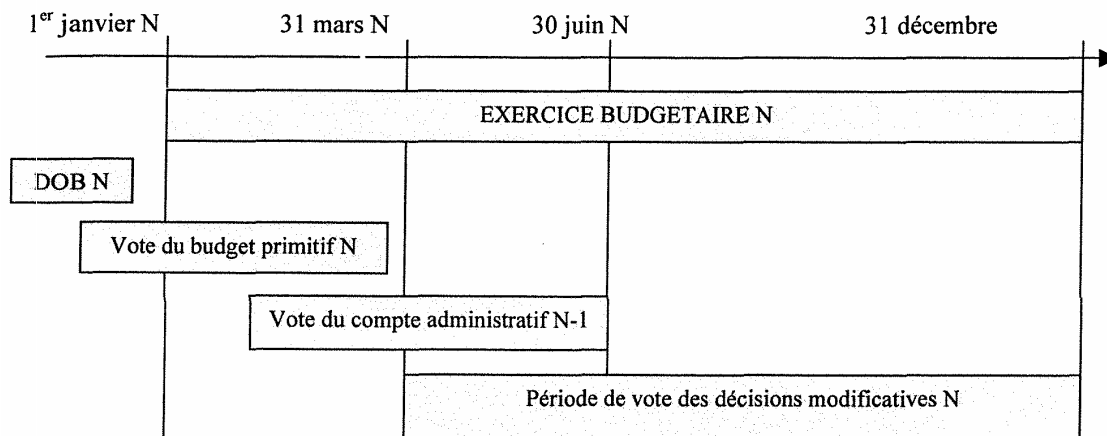 1er janvier N 31 mars N 30 juin N 31 décembre
EXERCICE BUDGETAIRE N
DOB N
Vote du budget primitif N
Vote du compte administratif N-1
Période de vote des décisions modificatives N